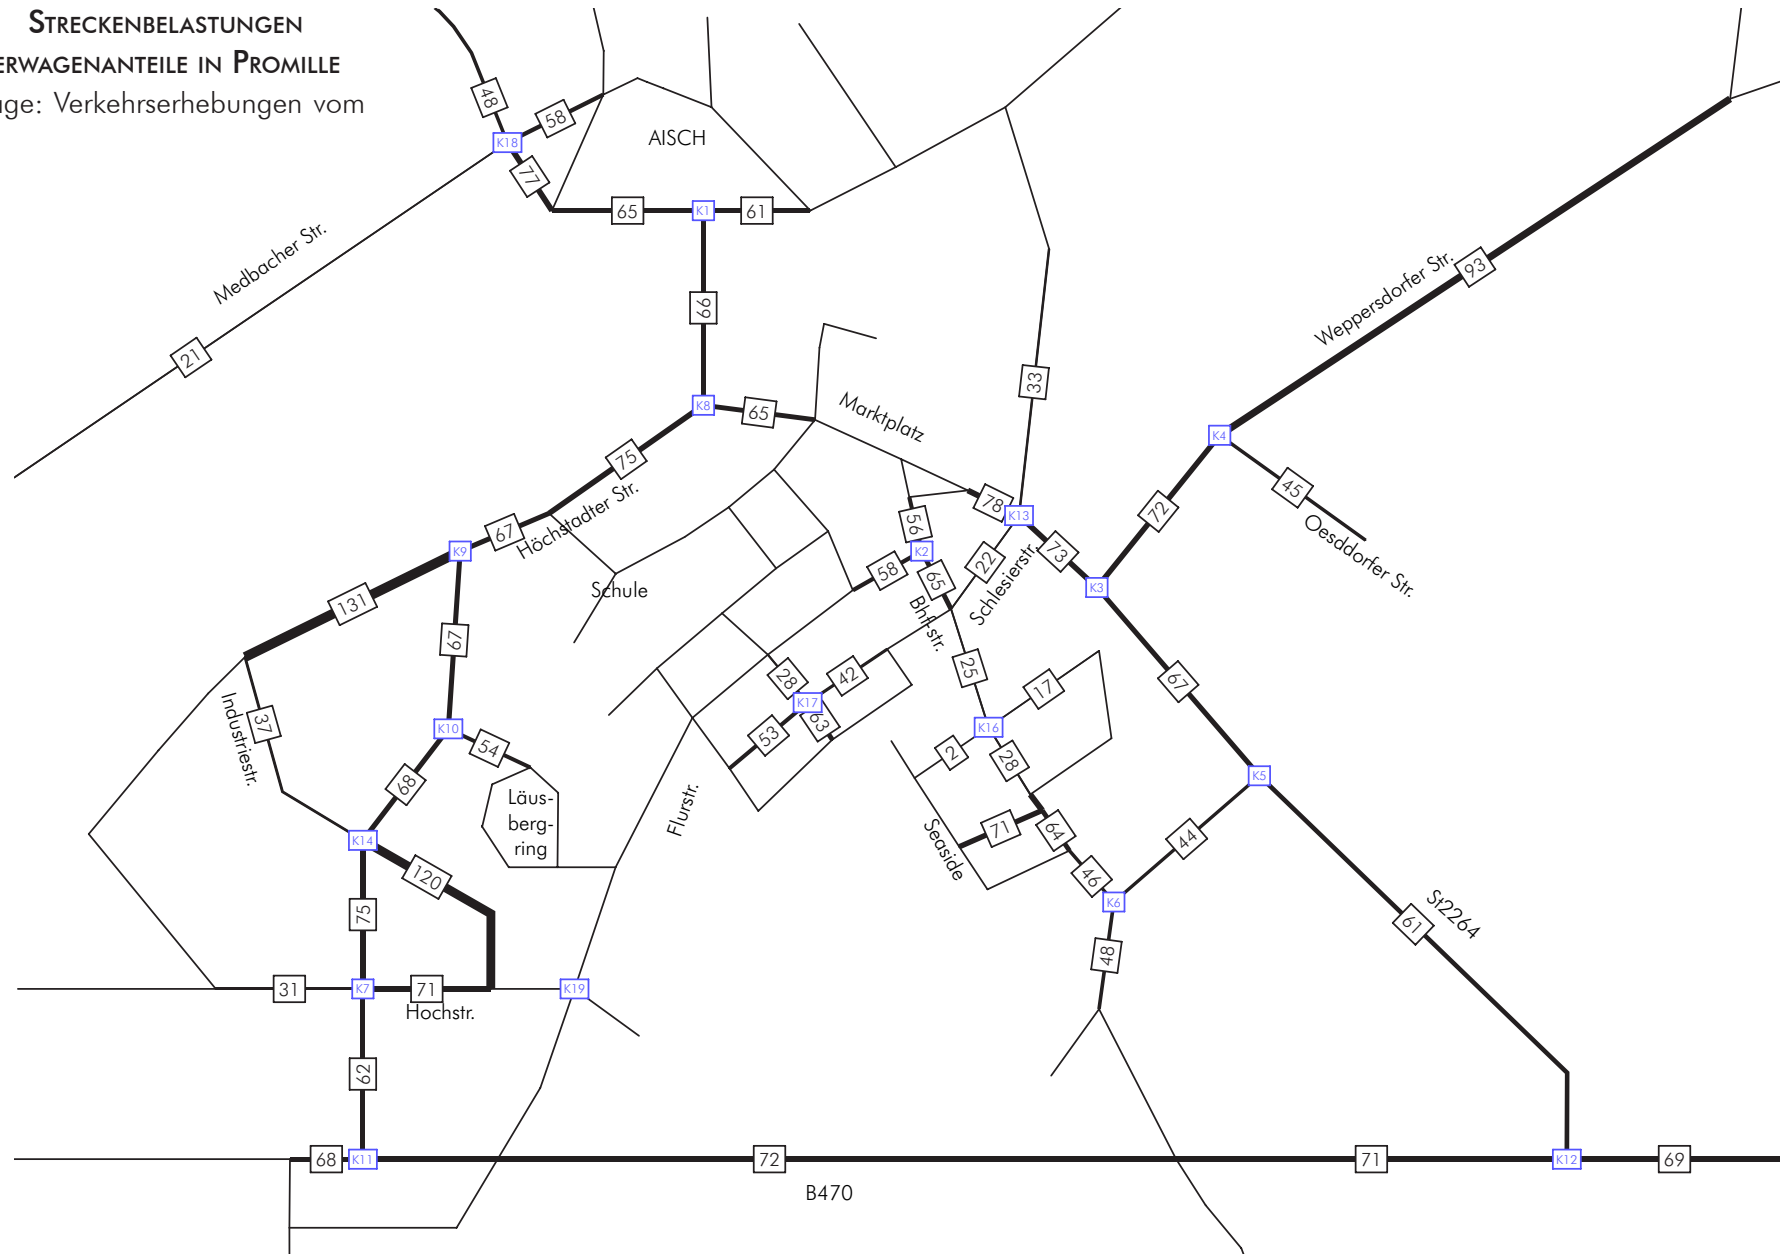 STRECKENBELASTUNGEN
ERWAGENANTEILE IN PROMILLE
age: Verkehrserhebungen vom
48
58
K18
77
AISCH
65
K1
61
Medbacher Str.
21
66
33
Weppersdorfer Str.
93
K8
65
Marktplatz
K4
75
45
Oesddorfer Str.
72
78
K13
67
Höchstadter Str.
56
K9
K2
73
22
Schlesierstr.
58
65
K3
131
Schule
Bhf-str.
67
28
42
25
67
17
K17
37
Industriestr.
63
53
K10
54
K16
2
28
68
K5
Läus-
berg-
ring
Flurstr.
71
64
44
Seaside
K14
120
46
K6
75
61
St2264
48
31
K7
71
K19
Hochstr.
62
68
K11
72
71
K12
69
B470